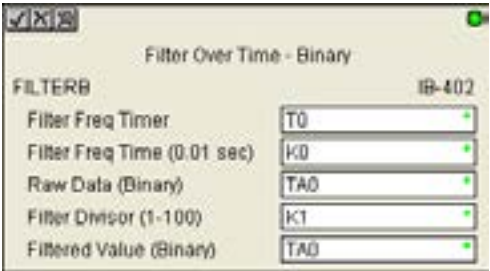 Filter Over Time - Binary
FILTERB IB-402
Filter Freq Timer T0
Filter Freq Time (0.01 sec) K0
Raw Data (Binary) TA0
Filter Divisor (1-100) K1
Filtered Value (Binary) TA0